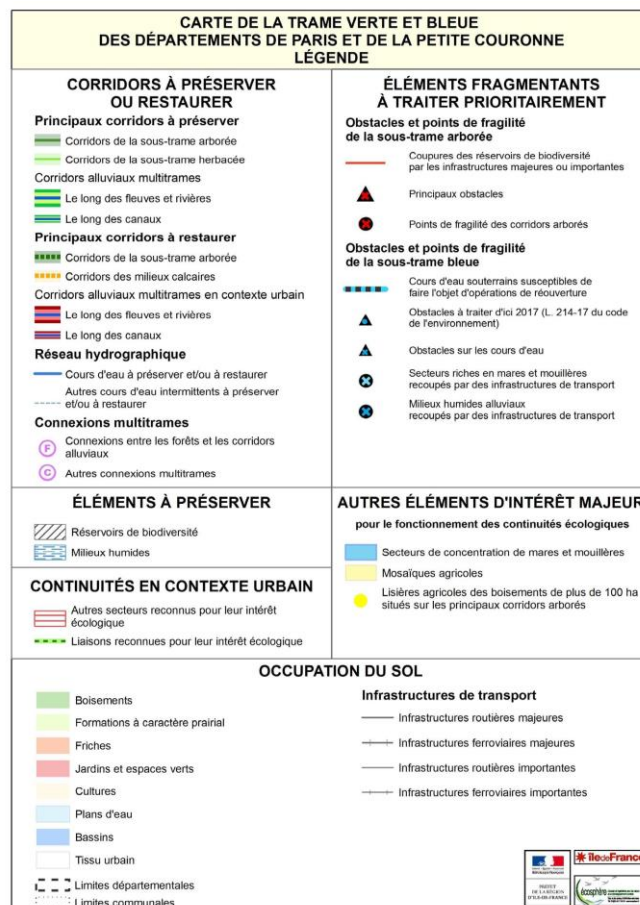 CARTE DE LA TRAME VERTE ET BLEUE
DES DÉPARTEMENTS DE PARIS ET DE LA PETITE COURONNE
LÉGENDE
CORRIDORS À PRÉSERVER
OU RESTAURER
Principaux corridors à préserver
Corridors de la sous-trame arborée
Corridors de la sous-trame herbacée
Corridors alluviaux multitrames
Le long des fleuves et rivières
Le long des canaux
Principaux corridors à restaurer
Corridors de la sous-trame arborée
Corridors des milieux calcaires
Corridors alluviaux multitrames en contexte urbain
Le long des fleuves et rivières
Le long des canaux
Réseau hydrographique
Cours d'eau à préserver et/ou à restaurer
Autres cours d'eau intermittents à préserver
et/ou à restaurer
Connexions multitrames
F
Connexions entre les forêts et les corridors
alluviaux
C
Autres connexions multitrames
ÉLÉMENTS FRAGMENTANTS
À TRAITER PRIORITAIREMENT
Obstacles et points de fragilité
de la sous-trame arborée
Coupures des réservoirs de biodiversité
par les infrastructures majeures ou importantes
Principaux obstacles
Points de fragilité des corridors arborés
Obstacles et points de fragilité
de la sous-trame bleue
Cours d'eau souterrains susceptibles de
faire l'objet d'opérations de réouverture
Obstacles à traiter d'ici 2017 (L. 214-17 du code
de l'environnement)
Obstacles sur les cours d'eau
Secteurs riches en mares et mouillères
recoupés par des infrastructures de transport
Milieux humides alluviaux
recoupés par des infrastructures de transport
ÉLÉMENTS À PRÉSERVER
Réservoirs de biodiversité
Milieux humides
CONTINUITÉS EN CONTEXTE URBAIN
Autres secteurs reconnus pour leur intérêt
écologique
Liaisons reconnues pour leur intérêt écologique
AUTRES ÉLÉMENTS D'INTÉRÊT MAJEUR
pour le fonctionnement des continuités écologiques
Secteurs de concentration de mares et mouillères
Mosaïques agricoles
Lisières agricoles des boisements de plus de 100 ha
situés sur les principaux corridors arborés
OCCUPATION DU SOL
Boisements
Formations à caractère prairial
Friches
Jardins et espaces verts
Cultures
Plans d'eau
Bassins
Tissu urbain
Limites départementales
Limites communales
Infrastructures de transport
Infrastructures routières majeures
Infrastructures ferroviaires majeures
Infrastructures routières importantes
Infrastructures ferroviaires importantes
PRÉFET
DE LA RÉGION
D'ILE-DE-FRANCE
îledeFrance
écosphère